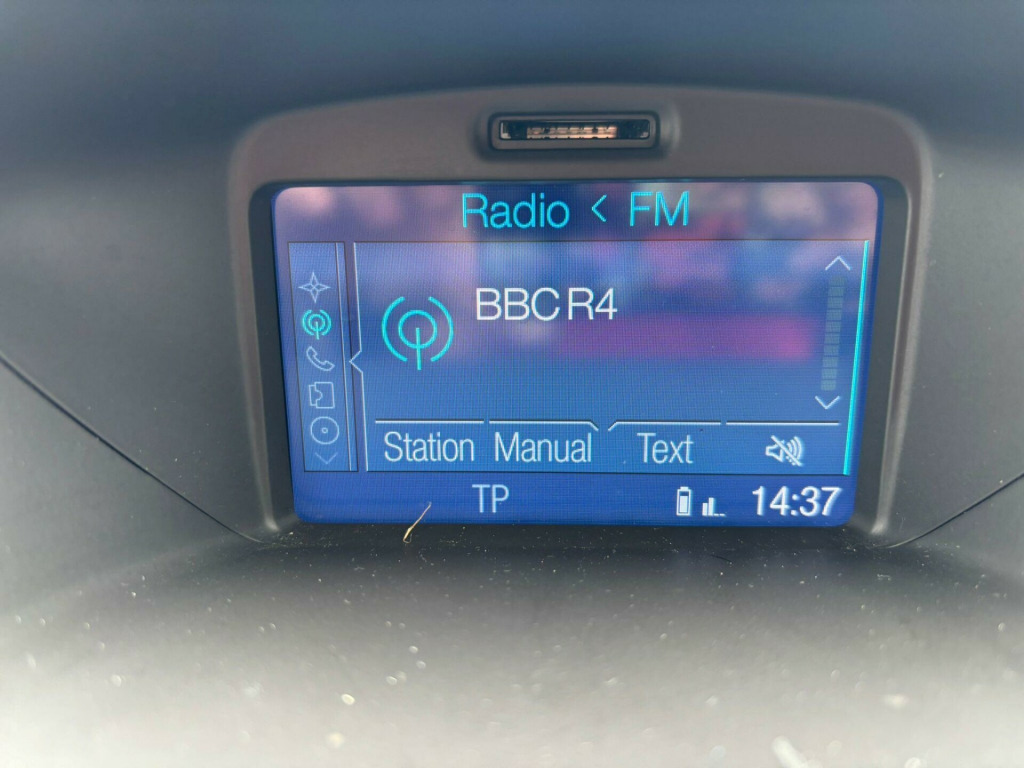 Radio < FM
BBC R4
Station Manual Text
TP 14:37